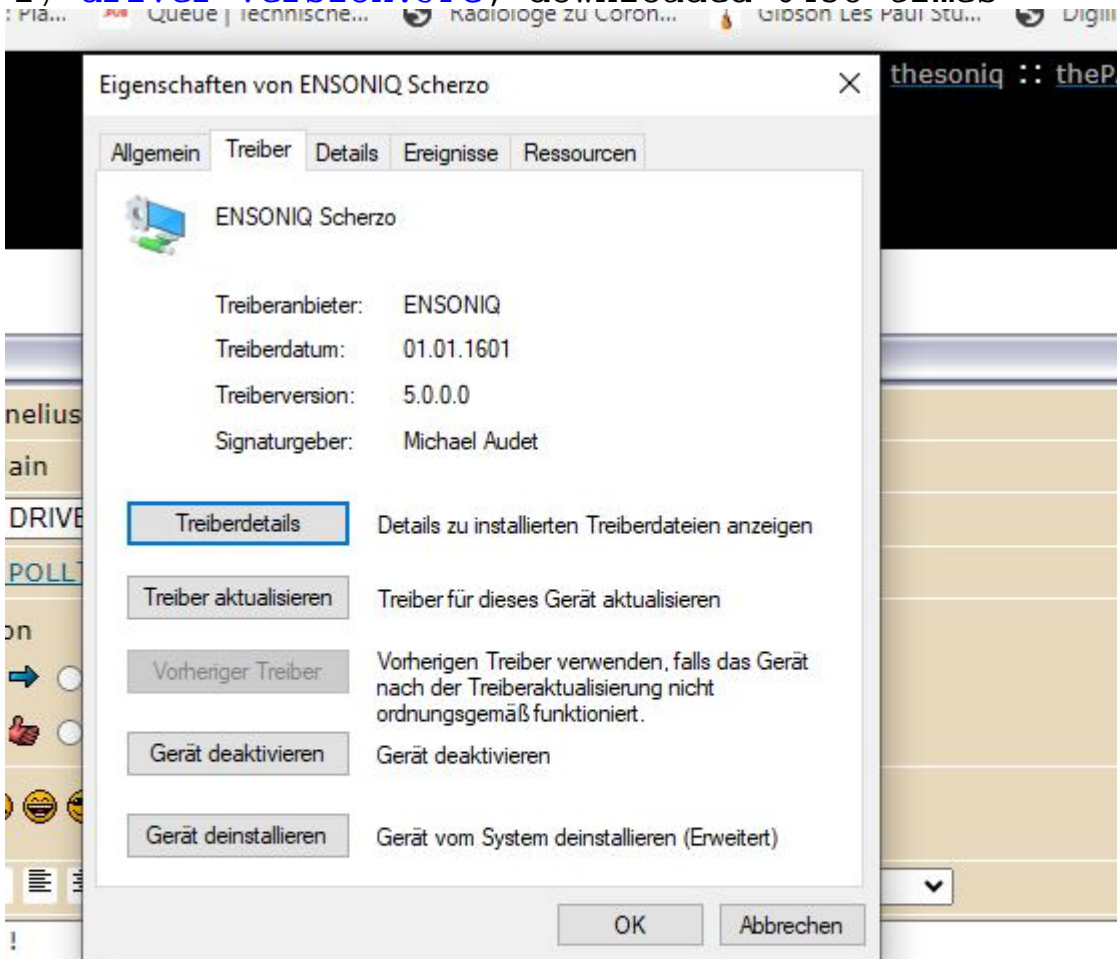 Queue | Technische... Radiologe zu Coron... Gibson Les Paul Stu...
thesoniq :: theP
Eigenschaften von ENSONIQ Scherzo
Allgemein Treiber Details Ereignisse Ressourcen
ENSONIQ Scherzo
Treiberanbieter: ENSONIQ
Treiberdatum: 01.01.1601
Treiberversion: 5.0.0.0
Signaturgeber: Michael Audet
nelius
ain
DRIVE
POLL
on
Treiberdetails Details zu installierten Treiberdateien anzeigen
Treiber aktualisieren Treiber für dieses Gerät aktualisieren
Vorheriger Treiber Vorherigen Treiber verwenden, falls das Gerät
nach der Treiberaktualisierung nicht
ordnungsgemäß funktioniert.
Gerät deaktivieren Gerät deaktivieren
Gerät deinstallieren Gerät vom System deinstallieren (Erweitert)
OK Abbrechen
!